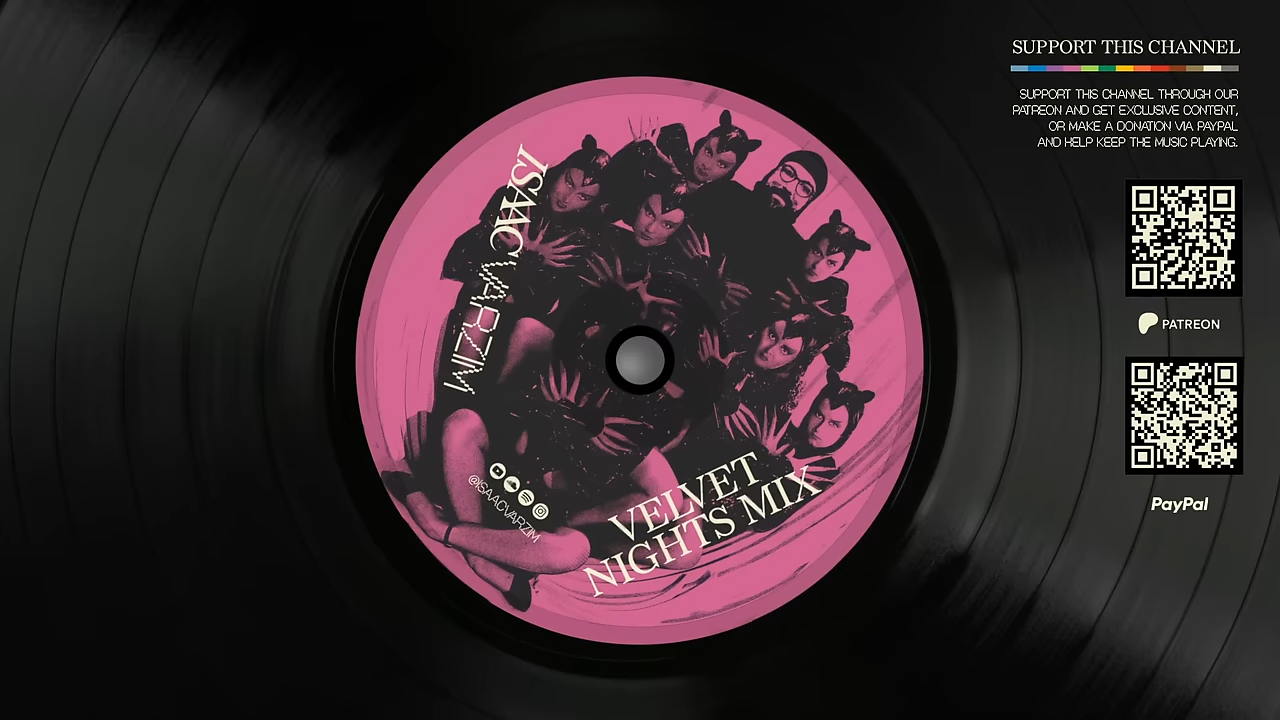 SUPPORT THIS CHANNEL
SUPPORT THIS CHANNEL THROUGH OUR
PATREON AND GET EXCLUSIVE CONTENT,
OR MAKE A DONATION VIA PAYPAL
AND HELP KEEP THE MUSIC PLAYING.
PATREON
PayPal
ISAAC VARZIM
@ISAACVARZIM
VELVET
NIGHTS MIX